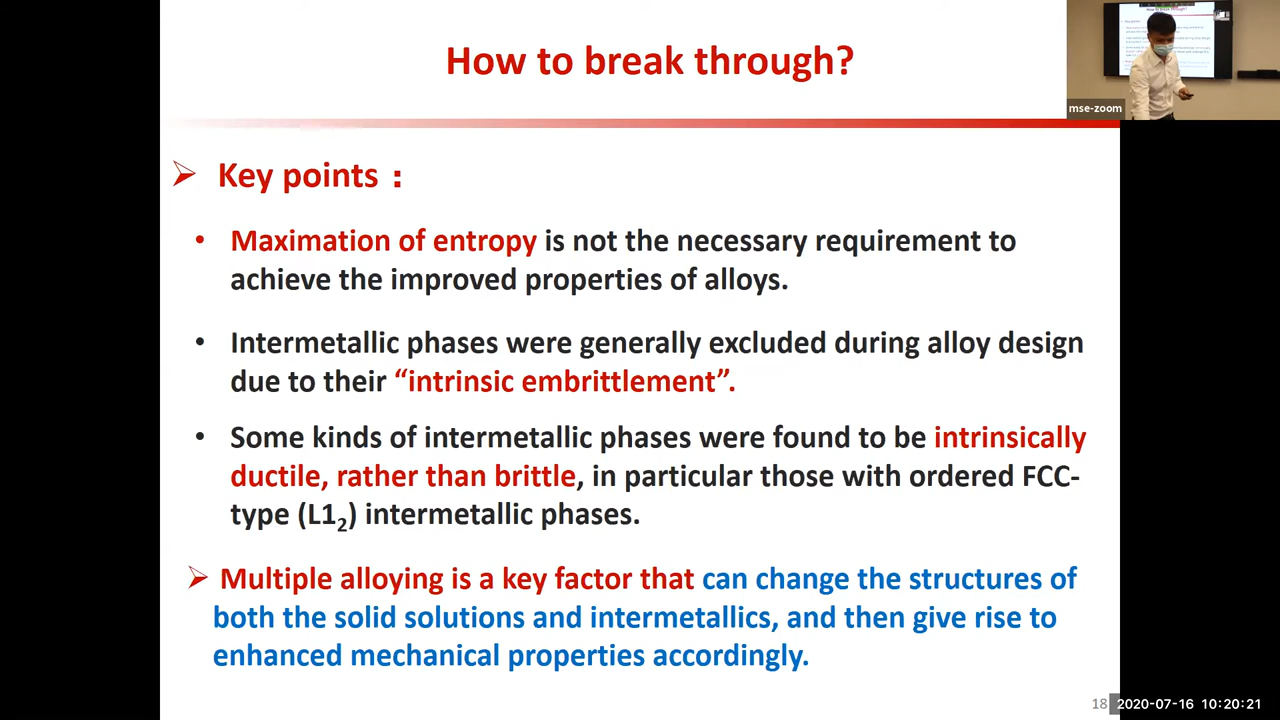 How to break through?
mse-zoom
➢ Key points：
• Maximation of entropy is not the necessary requirement to
achieve the improved properties of alloys.
• Intermetallic phases were generally excluded during alloy design
due to their “intrinsic embrittlement”.
• Some kinds of intermetallic phases were found to be intrinsically
ductile, rather than brittle, in particular those with ordered FCC-
type (L1₂) intermetallic phases.
➢ Multiple alloying is a key factor that can change the structures of
both the solid solutions and intermetallics, and then give rise to
enhanced mechanical properties accordingly.
18
2020-07-16 10:20:21